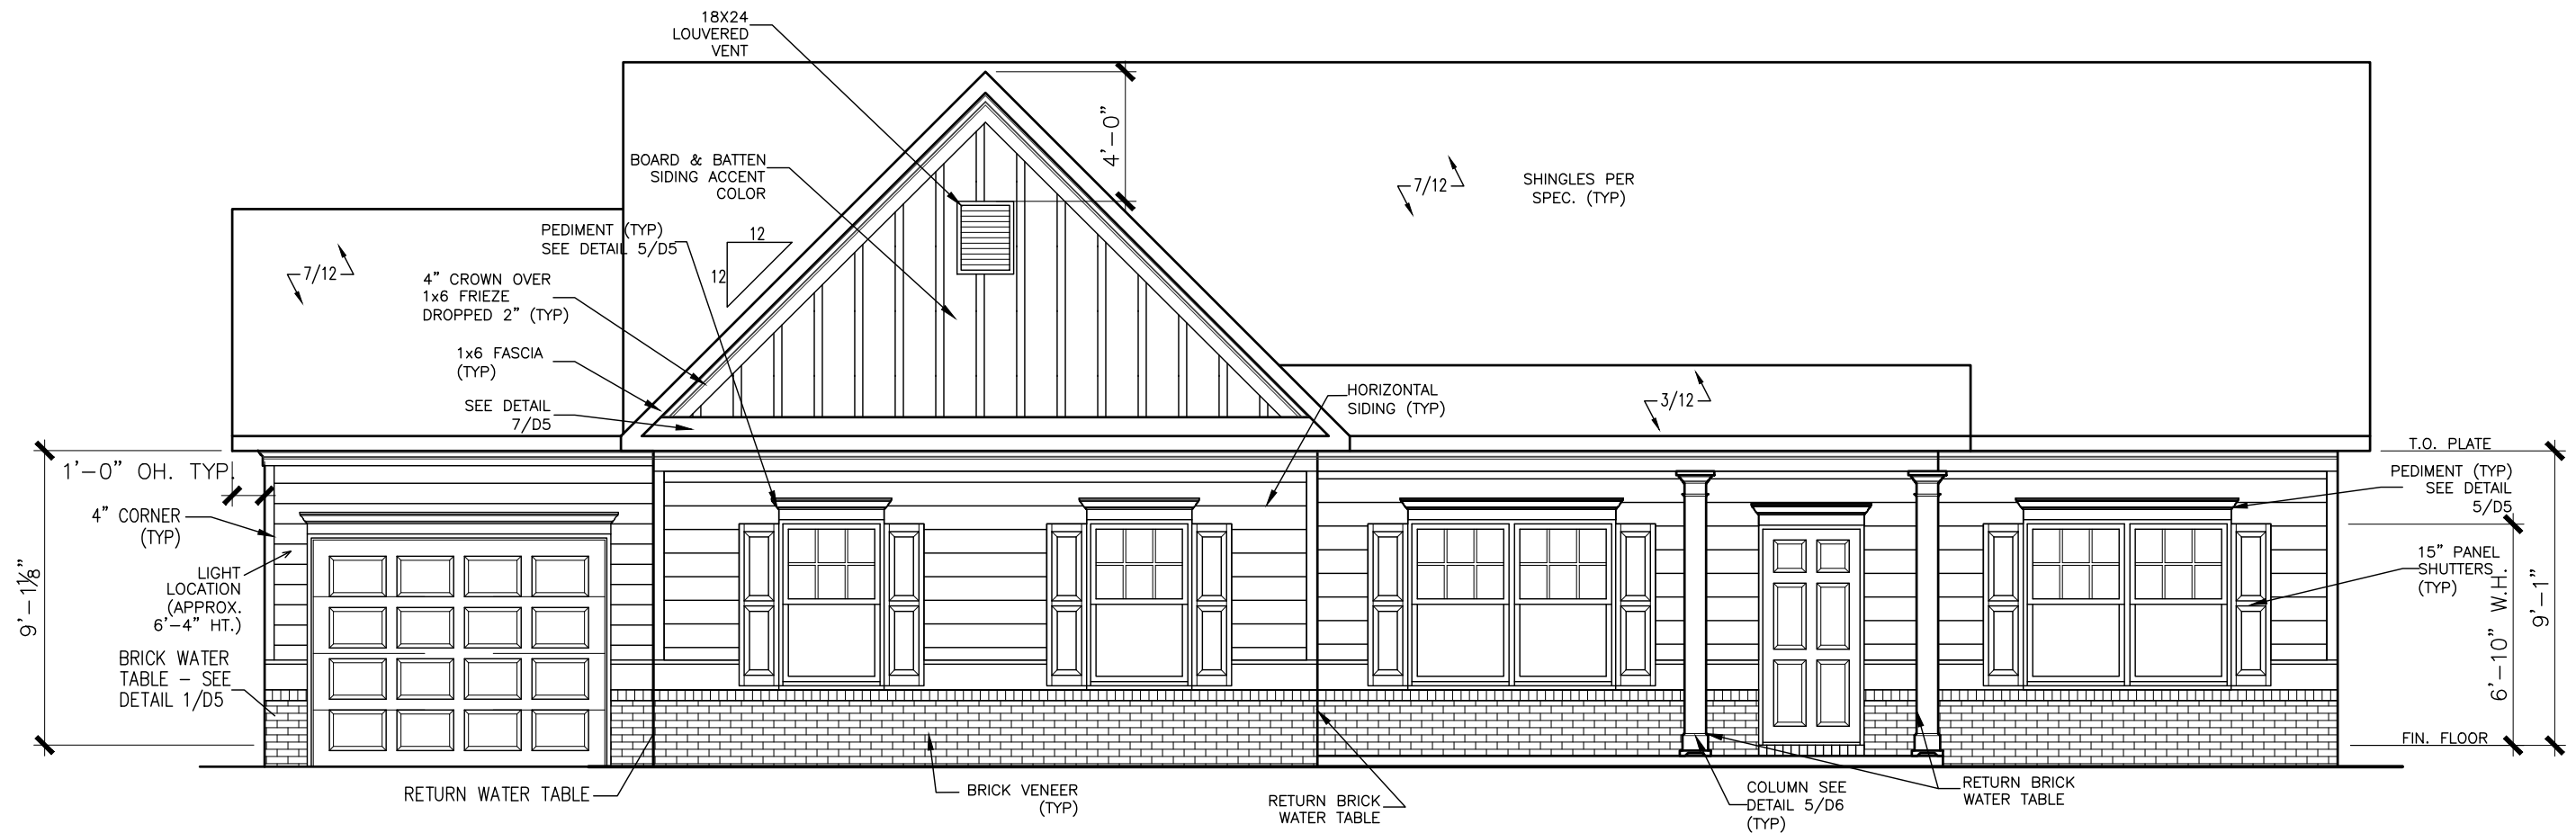 18X24
LOUVERED
VENT
4'-0"
BOARD & BATTEN
SIDING ACCENT
COLOR
7/12
SHINGLES PER
SPEC. (TYP)
PEDIMENT (TYP)
SEE DETAIL 5/D5
12
12
7/12
4" CROWN OVER
1x6 FRIEZE
DROPPED 2" (TYP)
1x6 FASCIA
(TYP)
SEE DETAIL
7/D5
HORIZONTAL
SIDING (TYP)
3/12
T.O. PLATE
1'-0" OH. TYP.
PEDIMENT (TYP)
SEE DETAIL
5/D5
4" CORNER
(TYP)
15" PANEL
SHUTTERS
(TYP)
LIGHT
LOCATION
(APPROX.
6'-4" HT.)
9'-1⅛"
6'-10" W.H.
9'-1"
BRICK WATER
TABLE - SEE
DETAIL 1/D5
FIN. FLOOR
RETURN WATER TABLE
BRICK VENEER
(TYP)
RETURN BRICK
WATER TABLE
COLUMN SEE
DETAIL 5/D6
(TYP)
RETURN BRICK
WATER TABLE